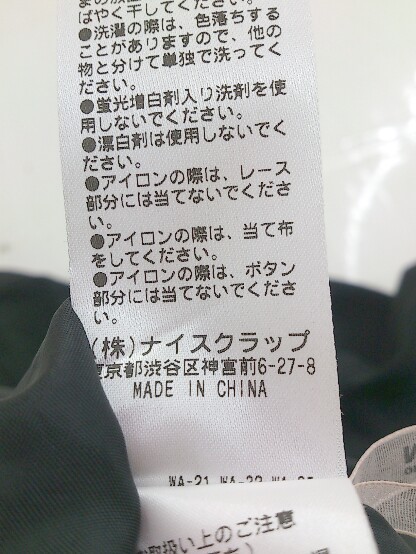 ばやく干してください。
●洗濯の際は、色落ちする
ことがありますので、他の
物と分けて単独で洗ってく
ださい。
●蛍光増白剤入り洗剤を使
用しないでください。
●漂白剤は使用しないでく
ださい。
●アイロンの際は、レース
部分には当てないでくださ
い。
●アイロンの際は、当て布
をしてください。
●アイロンの際は、ボタン
部分には当てないでくださ
い。
(株)ナイスクラップ
東京都渋谷区神宮前6-27-8
MADE IN CHINA
WA-21
取扱い上のご注意